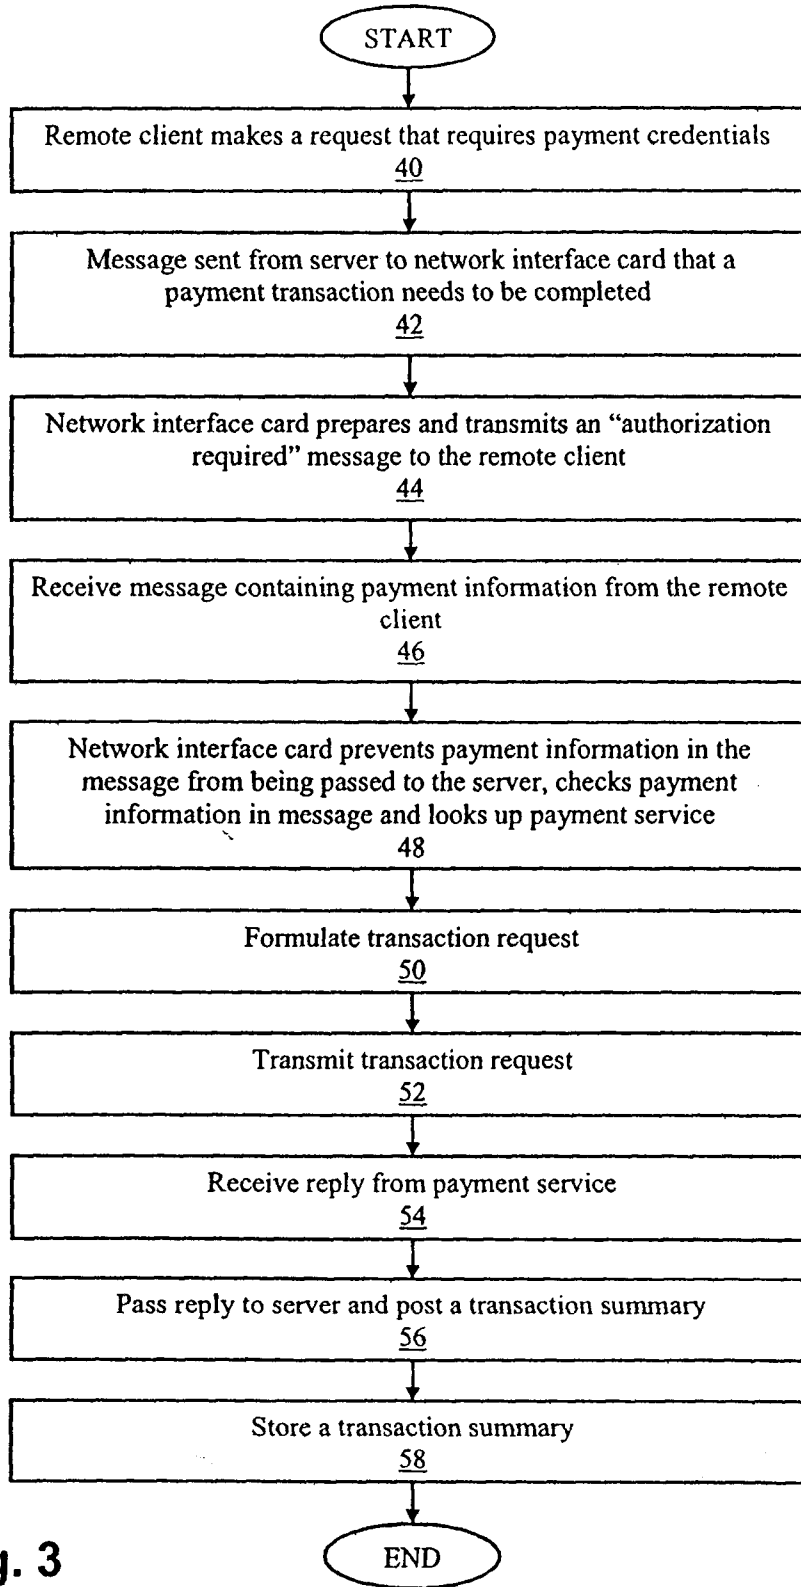 START
Remote client makes a request that requires payment credentials
40
Message sent from server to network interface card that a
payment transaction needs to be completed
42
Network interface card prepares and transmits an “authorization
required” message to the remote client
44
Receive message containing payment information from the remote
client
46
Network interface card prevents payment information in the
message from being passed to the server, checks payment
information in message and looks up payment service
48
Formulate transaction request
50
Transmit transaction request
52
Receive reply from payment service
54
Pass reply to server and post a transaction summary
56
Store a transaction summary
58
END
g. 3